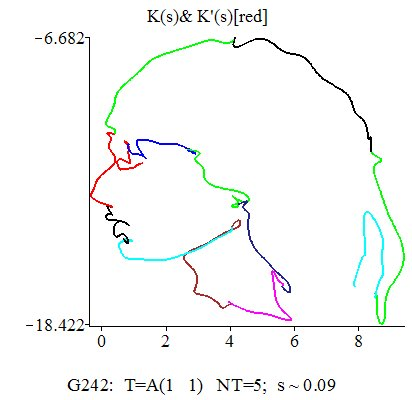 K(s)& K'(s)[red]
−6.682
−18.422
0 2 4 6 8
G242: T=A(1 1) NT=5; s ~ 0.09